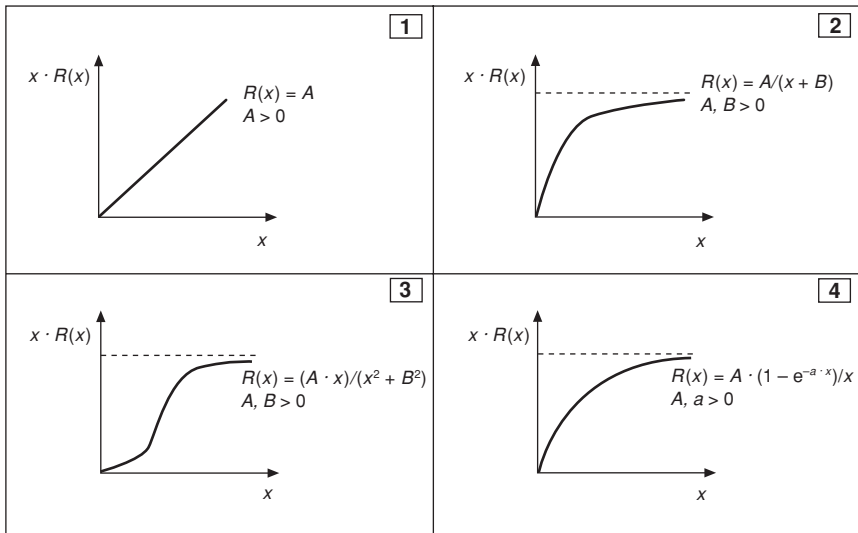 1
x · R(x)
R(x) = A
A > 0
x
2
x · R(x)
R(x) = A/(x + B)
A, B > 0
x
3
x · R(x)
R(x) = (A · x)/(x² + B²)
A, B > 0
x
4
x · R(x)
R(x) = A · (1 – e^{–a · x})/x
A, a > 0
x